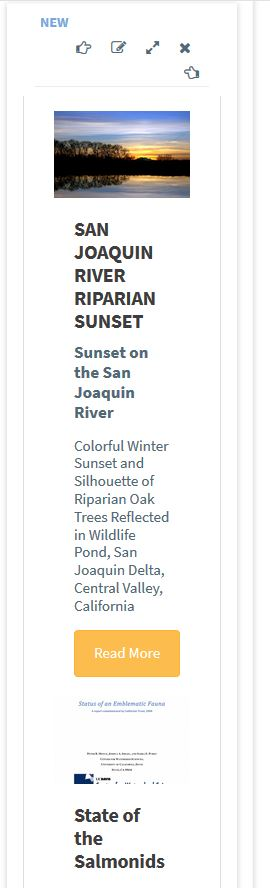 NEW
SAN
JOAQUIN
RIVER
RIPARIAN
SUNSET
Sunset on
the San
Joaquin
River
Colorful Winter
Sunset and
Silhouette of
Riparian Oak
Trees Reflected
in Wildlife
Pond, San
Joaquin Delta,
Central Valley,
California
Read More
Status of an Emblematic Fauna
State of
the
Salmonids